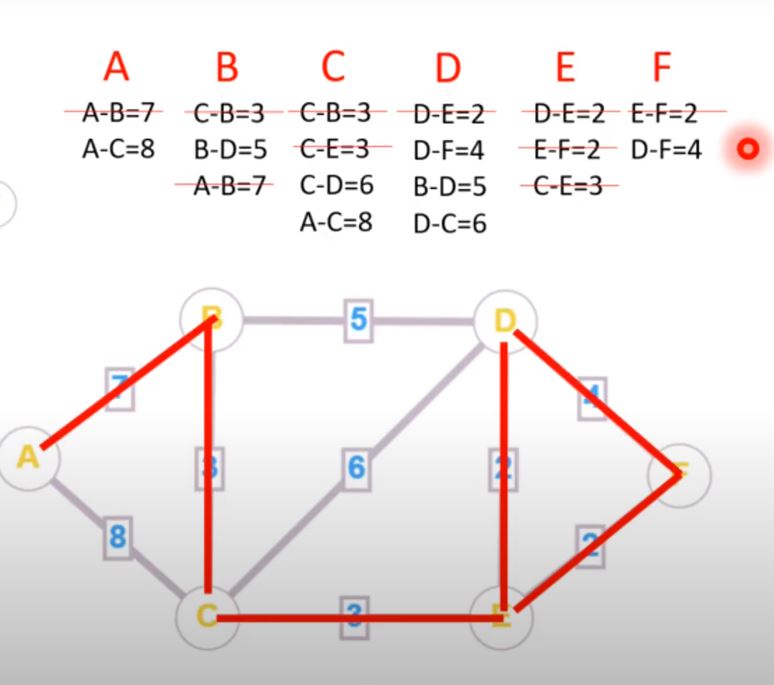 A B C D E F
A-B=7 C-B=3 C-B=3 D-E=2 D-E=2 E-F=2
A-C=8 B-D=5 C-E=3 D-F=4 E-F=2 D-F=4
A-B=7 C-D=6 B-D=5 C-E=3
A-C=8 D-C=6
B 5 D
7 4
A 3 6 2 F
8 2
C 3 E